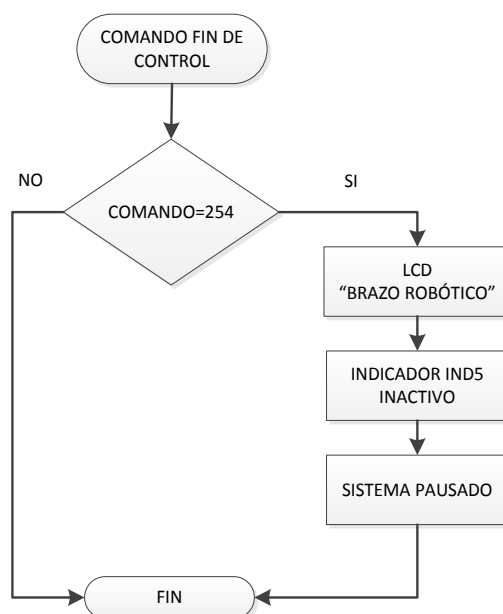 COMANDO FIN DE
CONTROL
NO
SI
COMANDO=254
LCD
“BRAZO ROBÓTICO”
INDICADOR IND5
INACTIVO
SISTEMA PAUSADO
FIN